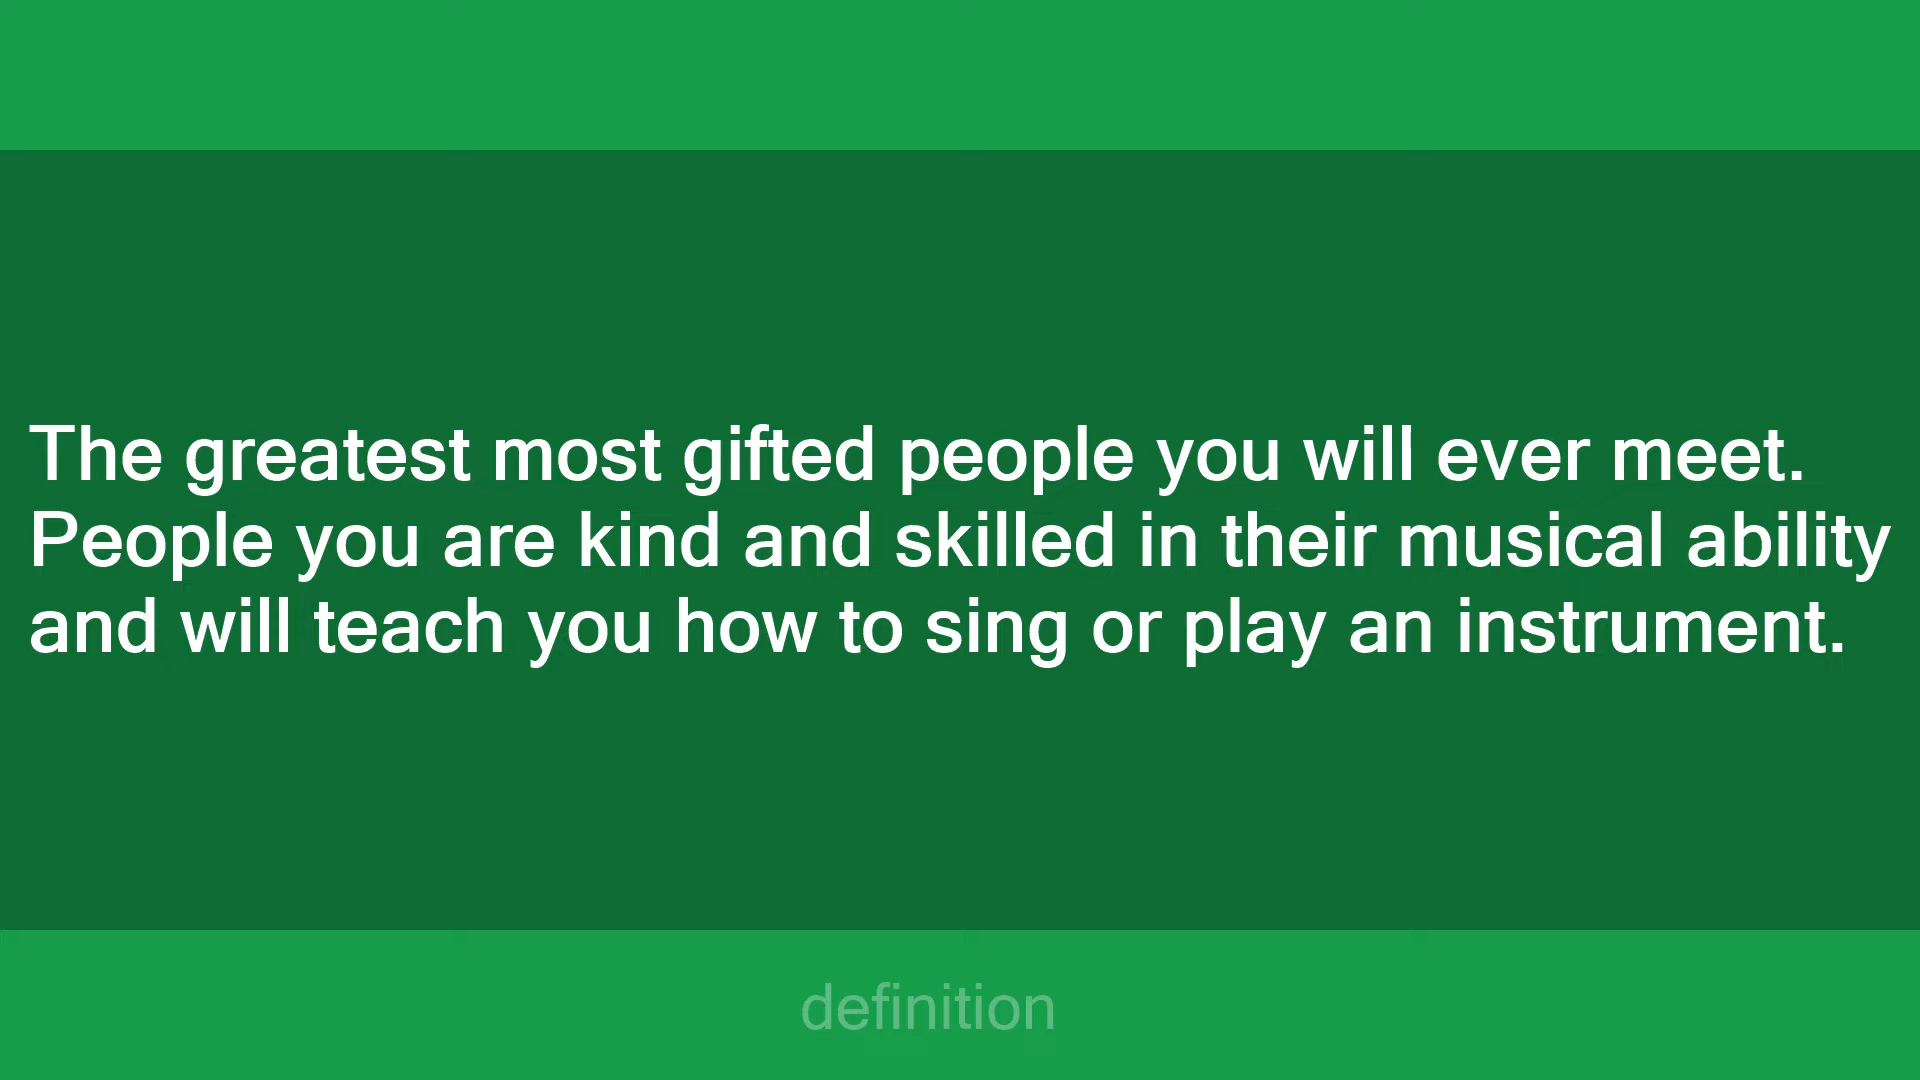 The greatest most gifted people you will ever meet.
People you are kind and skilled in their musical ability
and will teach you how to sing or play an instrument.
definition